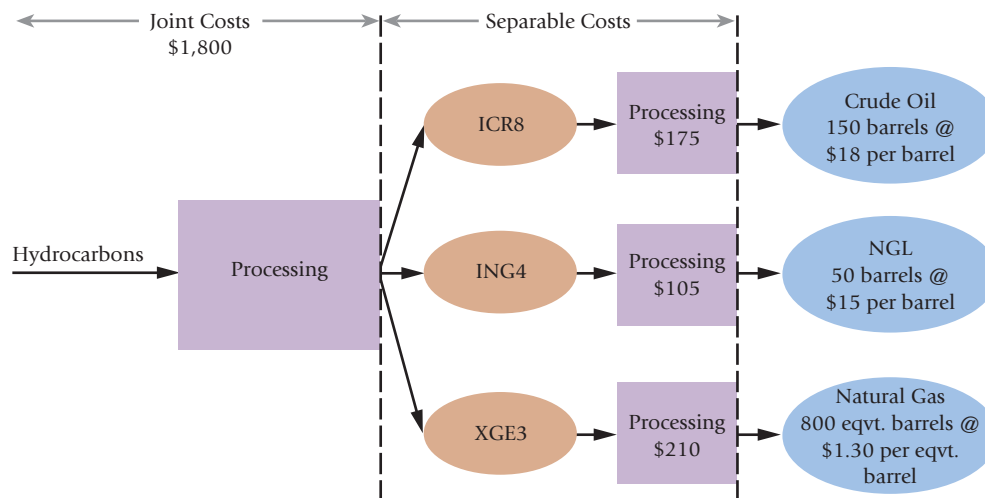 Joint Costs
$1,800
Separable Costs
Hydrocarbons
Processing
ICR8
Processing
$175
Crude Oil
150 barrels @
$18 per barrel
ING4
Processing
$105
NGL
50 barrels @
$15 per barrel
XGE3
Processing
$210
Natural Gas
800 eqvt. barrels @
$1.30 per eqvt.
barrel